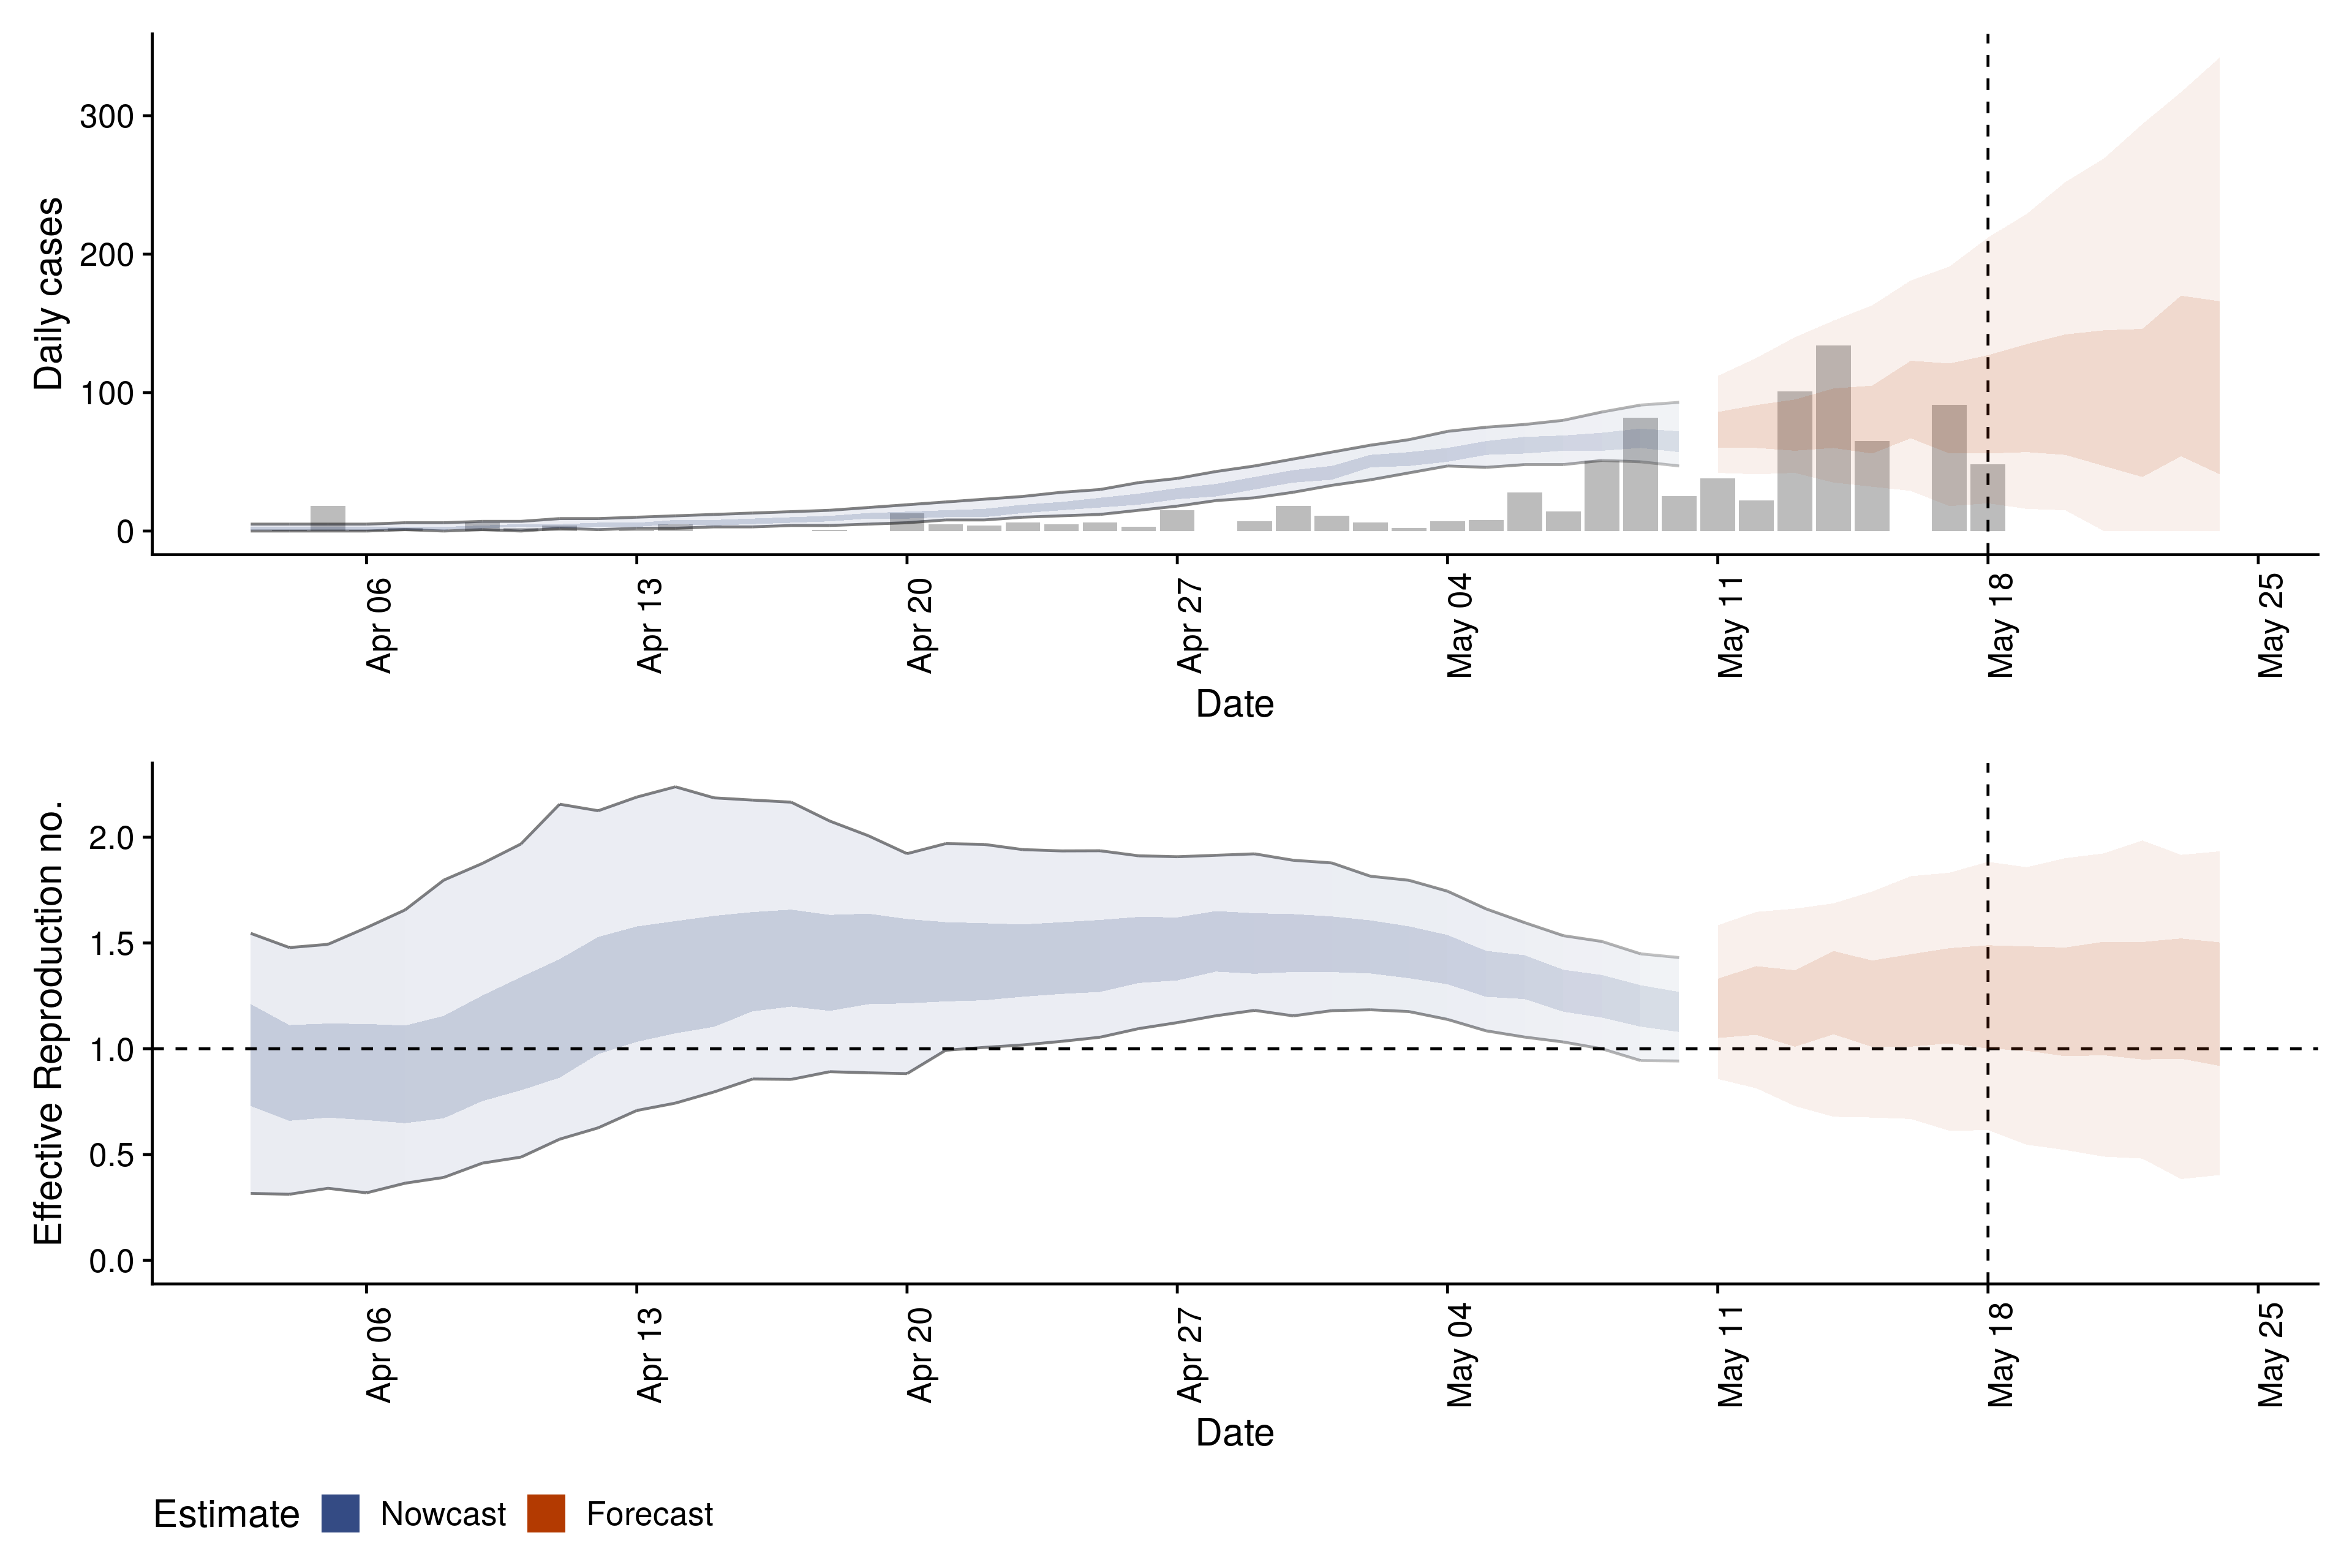 Daily cases
300
200
100
0
Apr 06
Apr 13
Apr 20
Apr 27
May 04
May 11
May 18
May 25
Date
Effective Reproduction no.
2.0
1.5
1.0
0.5
0.0
Apr 06
Apr 13
Apr 20
Apr 27
May 04
May 11
May 18
May 25
Date
Estimate Nowcast Forecast